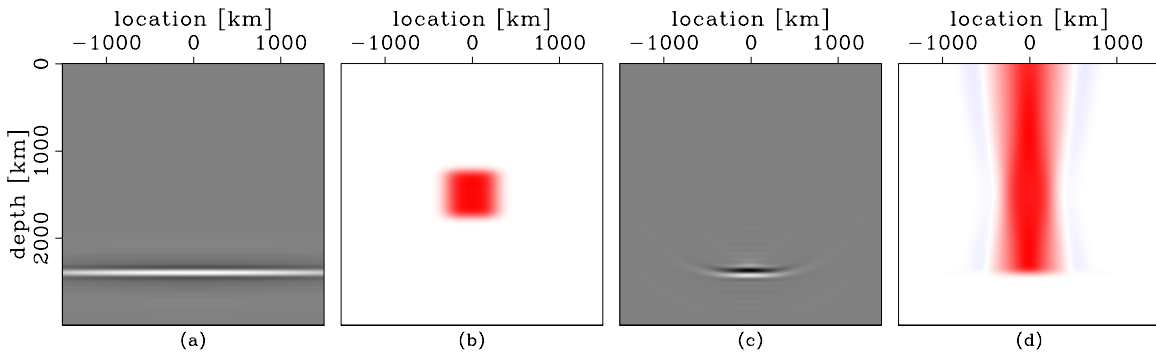 location [km] location [km] location [km] location [km]
−1000 0 1000 −1000 0 1000 −1000 0 1000 −1000 0 1000
0
1000
2000
depth [km]
(a) (b) (c) (d)